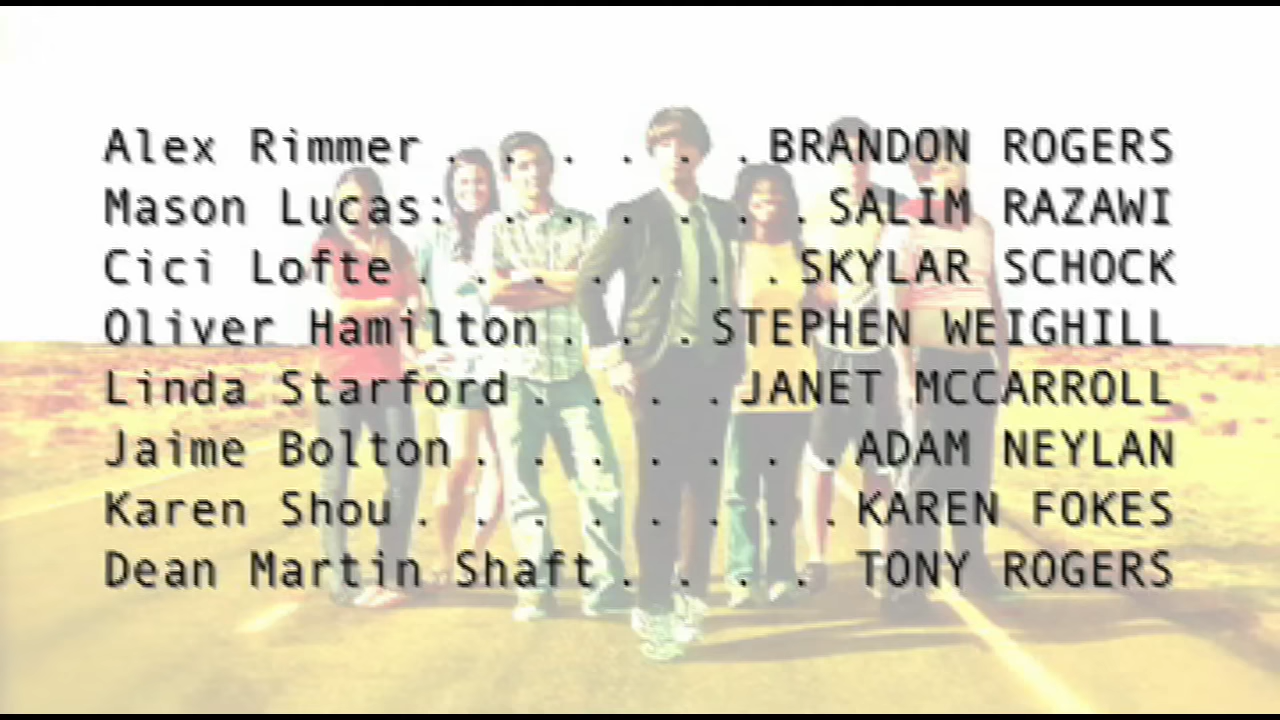 Alex Rimmer . . . . . . BRANDON ROGERS
Mason Lucas: . . . . . . SALIM RAZAWI
Cici Lofte . . . . . . . SKYLAR SCHOCK
Oliver Hamilton . . . STEPHEN WEIGHILL
Linda Starford . . . . JANET MCCARROLL
Jaime Bolton . . . . . . . ADAM NEYLAN
Karen Shou . . . . . . . . KAREN FOKES
Dean Martin Shaft . . . . TONY ROGERS